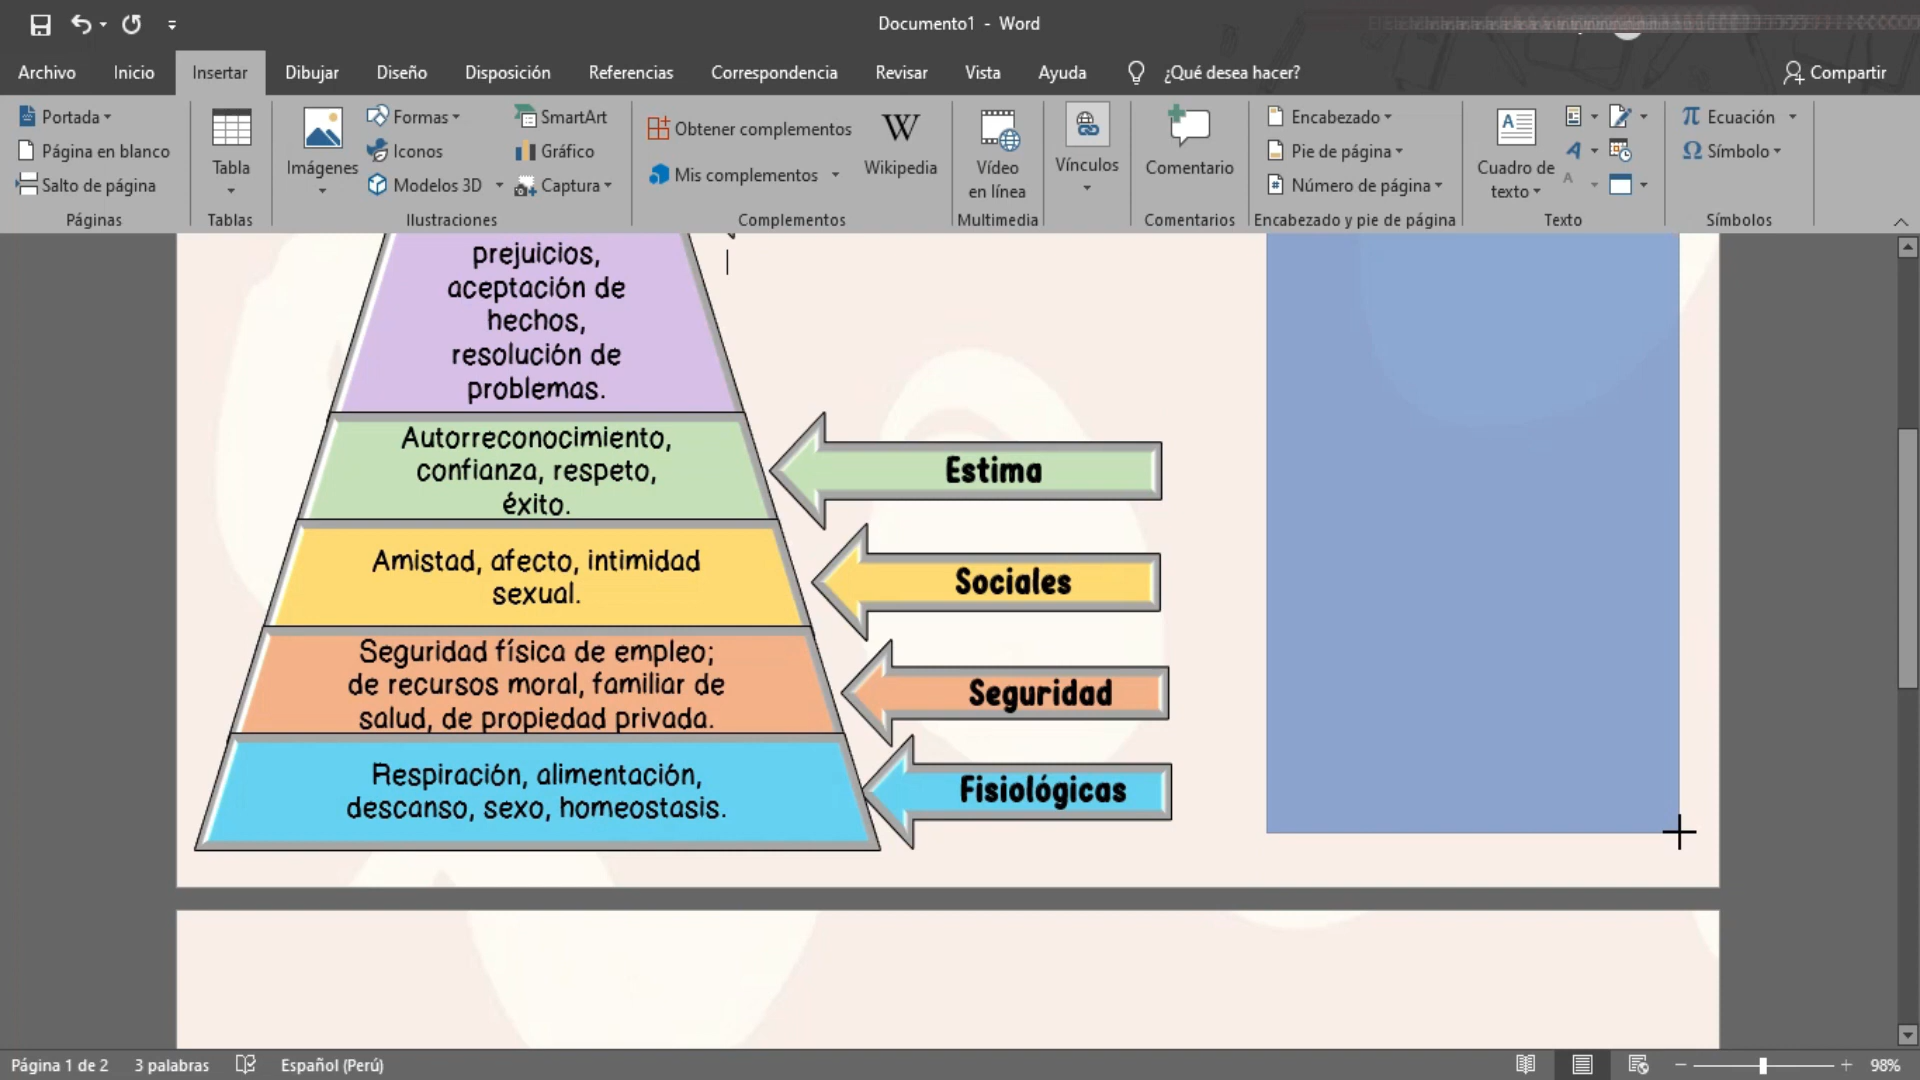 Documento1 - Word
Archivo Inicio Insertar Dibujar Diseño Disposición Referencias Correspondencia Revisar Vista Ayuda ¿Qué desea hacer? Compartir
Portada
Página en blanco
Salto de página
Páginas
Tabla
Tablas
Imágenes
Formas
Iconos
Modelos 3D
SmartArt
Gráfico
Captura
Ilustraciones
Obtener complementos
Mis complementos
Wikipedia
Complementos
Vídeo
en línea
Multimedia
Vínculos
Comentario
Comentarios
Encabezado
Pie de página
Número de página
Encabezado y pie de página
Cuadro de
texto
Texto
Ecuación
Símbolo
Símbolos
prejuicios,
aceptación de
hechos,
resolución de
problemas.
Autorreconocimiento,
confianza, respeto,
éxito.
Estima
Amistad, afecto, intimidad
sexual.
Sociales
Seguridad física de empleo;
de recursos moral, familiar de
salud, de propiedad privada.
Seguridad
Respiración, alimentación,
descanso, sexo, homeostasis.
Fisiológicas
Página 1 de 2 3 palabras Español (Perú) 98%